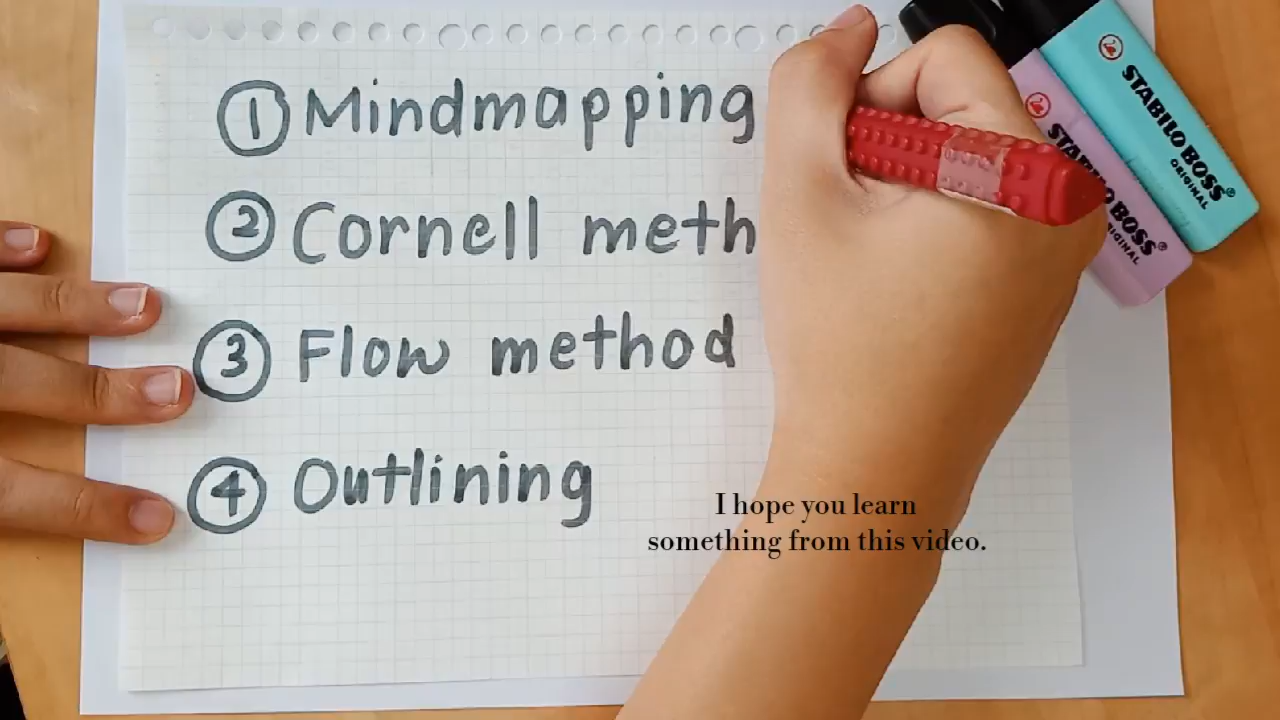 ① Mindmapping
② Cornell meth
③ Flow method
④ Outlining
I hope you learn
something from this video.
STABILO BOSS®
ORIGINAL
STABILO BOSS®
ORIGINAL